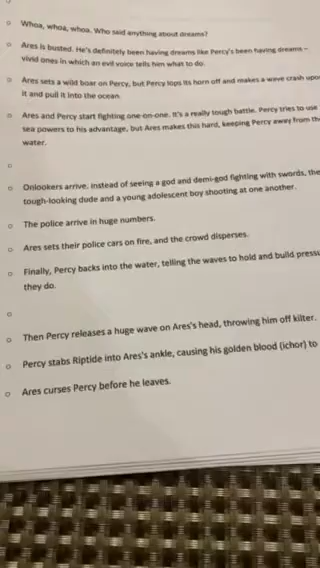 Whoa, whoa, whoa. Who said anything about dreams?
Ares is busted. He's definitely been having dreams like Percy's been having dreams –
vivid ones in which an evil voice tells him what to do.
Ares sets a wild boar on Percy, but Percy lops its horn off and makes a wave crash upon
it and pull it into the ocean.
Ares and Percy start fighting one-on-one. It's a really tough battle. Percy tries to use
sea powers to his advantage, but Ares makes this hard, keeping Percy away from th
water.
Onlookers arrive. Instead of seeing a god and demi-god fighting with swords, the
tough-looking dude and a young adolescent boy shooting at one another.
The police arrive in huge numbers.
Ares sets their police cars on fire, and the crowd disperses.
Finally, Percy backs into the water, telling the waves to hold and build pressu
they do.
Then Percy releases a huge wave on Ares's head, throwing him off kilter.
Percy stabs Riptide into Ares's ankle, causing his golden blood (ichor) to
Ares curses Percy before he leaves.